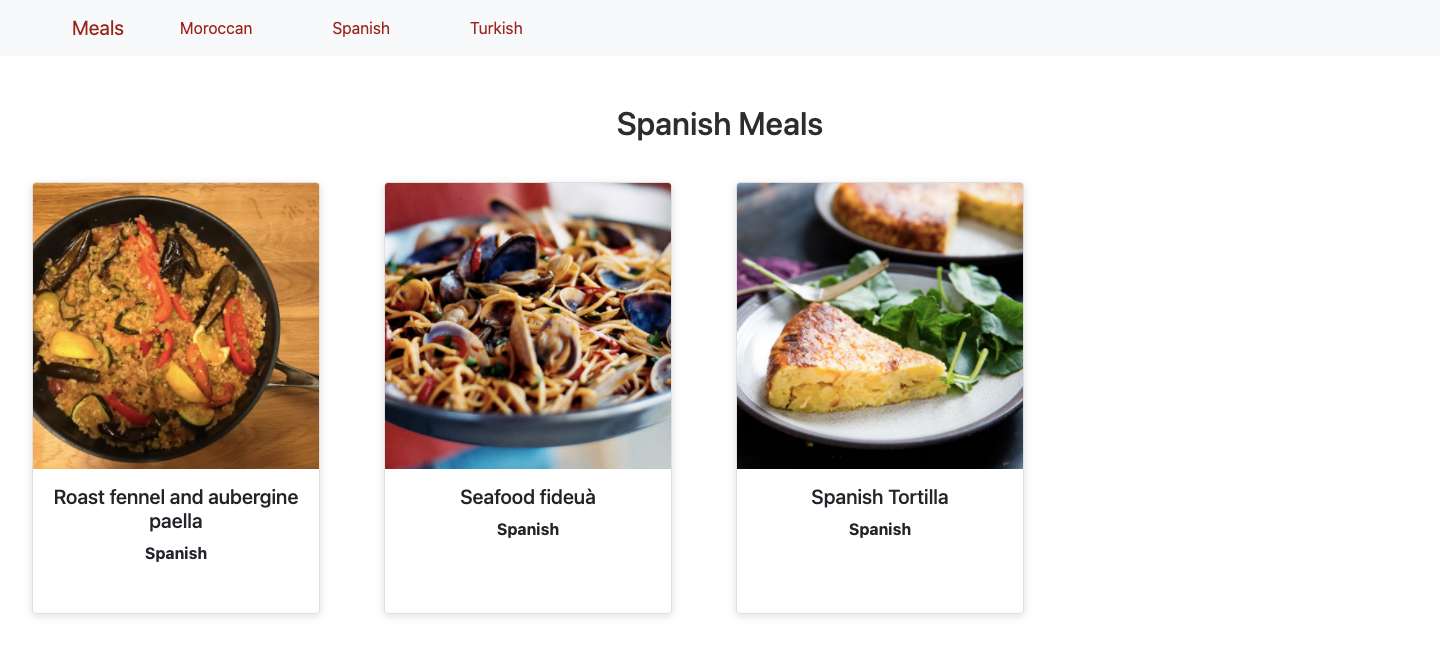 Meals Moroccan Spanish Turkish
Spanish Meals
Roast fennel and aubergine
paella
Spanish
Seafood fideuà
Spanish
Spanish Tortilla
Spanish